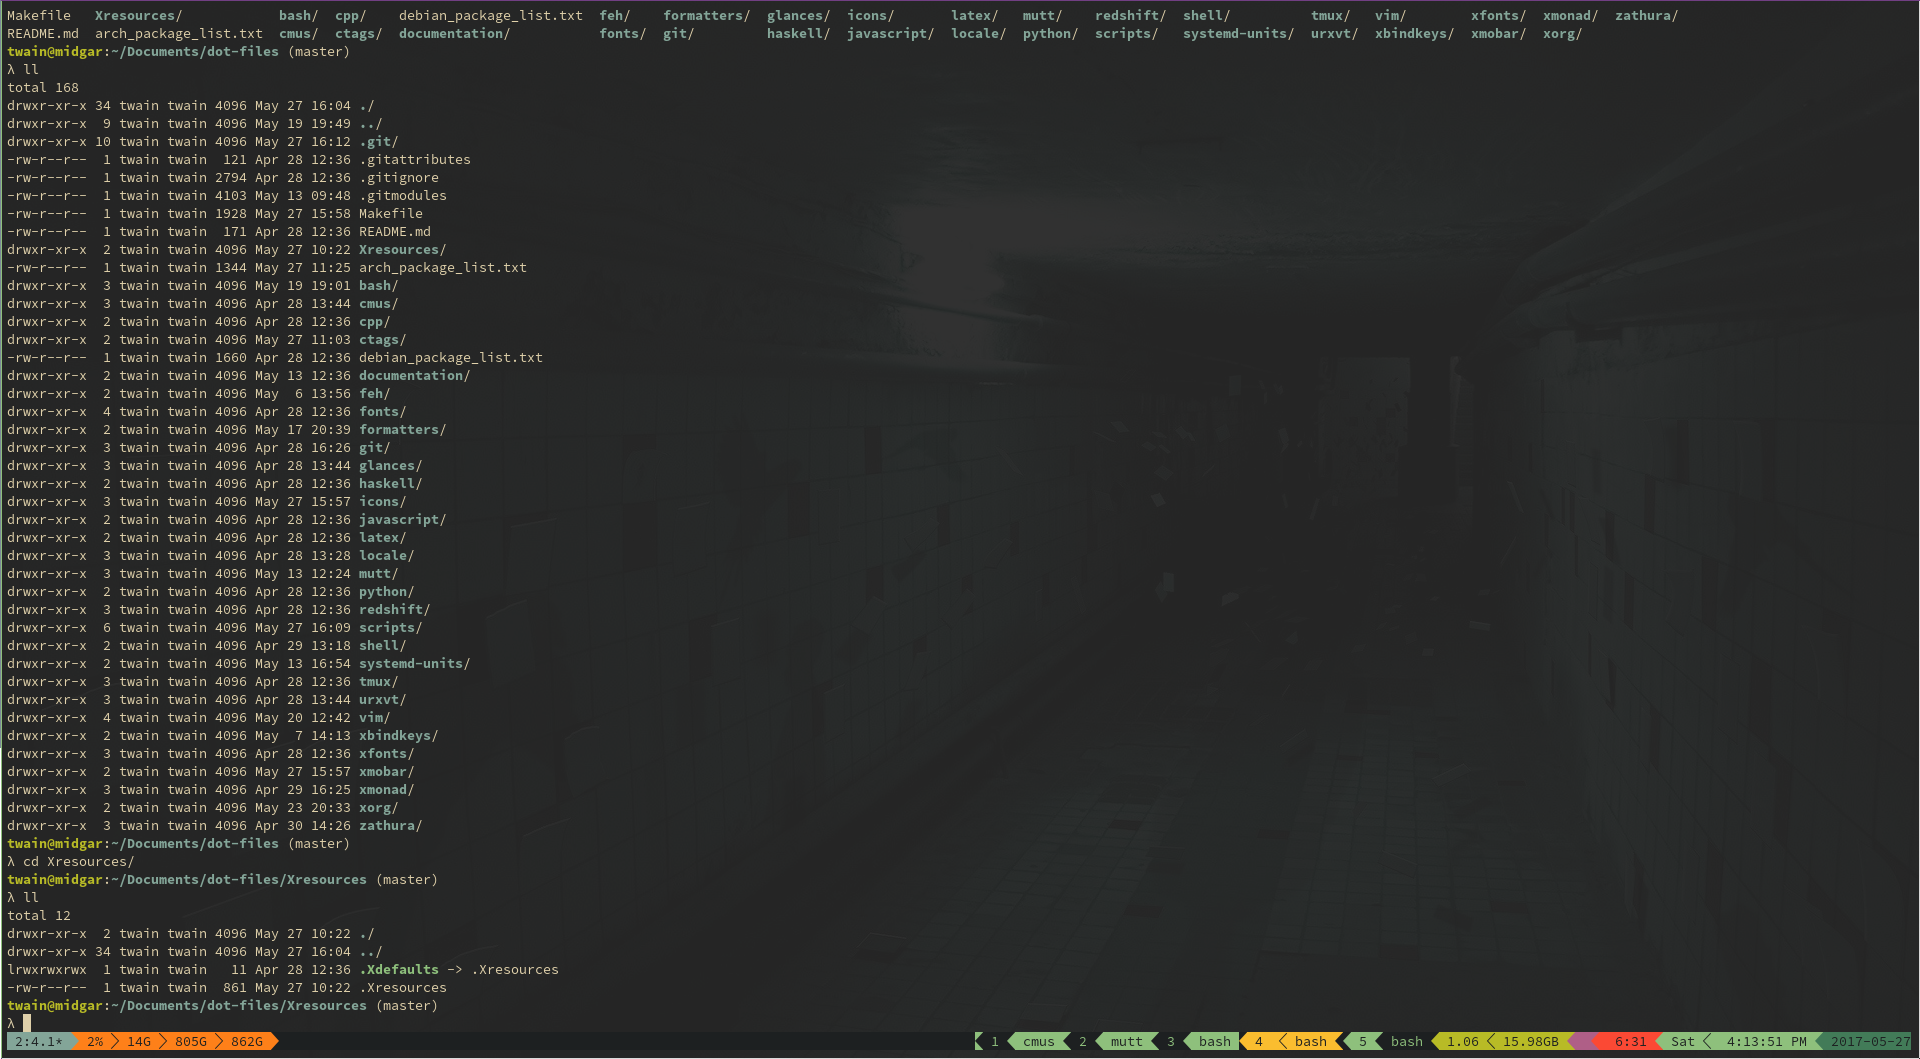 Makefile   Xresources/            bash/  cpp/    debian_package_list.txt  feh/    formatters/  glances/  icons/       latex/   mutt/    redshift/  shell/          tmux/   vim/        xfonts/  xmonad/  zathura/
README.md  arch_package_list.txt  cmus/  ctags/  documentation/           fonts/  git/         haskell/  javascript/  locale/  python/  scripts/   systemd-units/  urxvt/  xbindkeys/  xmobar/  xorg/
twain@midgar:~/Documents/dot-files (master)
λ ll
total 168
drwxr-xr-x 34 twain twain 4096 May 27 16:04 ./
drwxr-xr-x  9 twain twain 4096 May 19 19:49 ../
drwxr-xr-x 10 twain twain 4096 May 27 16:12 .git/
-rw-r--r--  1 twain twain  121 Apr 28 12:36 .gitattributes
-rw-r--r--  1 twain twain 2794 Apr 28 12:36 .gitignore
-rw-r--r--  1 twain twain 4103 May 13 09:48 .gitmodules
-rw-r--r--  1 twain twain 1928 May 27 15:58 Makefile
-rw-r--r--  1 twain twain  171 Apr 28 12:36 README.md
drwxr-xr-x  2 twain twain 4096 May 27 10:22 Xresources/
-rw-r--r--  1 twain twain 1344 May 27 11:25 arch_package_list.txt
drwxr-xr-x  3 twain twain 4096 May 19 19:01 bash/
drwxr-xr-x  3 twain twain 4096 Apr 28 13:44 cmus/
drwxr-xr-x  2 twain twain 4096 Apr 28 12:36 cpp/
drwxr-xr-x  2 twain twain 4096 May 27 11:03 ctags/
-rw-r--r--  1 twain twain 1660 Apr 28 12:36 debian_package_list.txt
drwxr-xr-x  2 twain twain 4096 May 13 12:36 documentation/
drwxr-xr-x  2 twain twain 4096 May  6 13:56 feh/
drwxr-xr-x  4 twain twain 4096 Apr 28 12:36 fonts/
drwxr-xr-x  2 twain twain 4096 May 17 20:39 formatters/
drwxr-xr-x  3 twain twain 4096 Apr 28 16:26 git/
drwxr-xr-x  3 twain twain 4096 Apr 28 13:44 glances/
drwxr-xr-x  2 twain twain 4096 Apr 28 12:36 haskell/
drwxr-xr-x  3 twain twain 4096 May 27 15:57 icons/
drwxr-xr-x  2 twain twain 4096 Apr 28 12:36 javascript/
drwxr-xr-x  2 twain twain 4096 Apr 28 12:36 latex/
drwxr-xr-x  3 twain twain 4096 Apr 28 13:28 locale/
drwxr-xr-x  3 twain twain 4096 May 13 12:24 mutt/
drwxr-xr-x  2 twain twain 4096 Apr 28 12:36 python/
drwxr-xr-x  3 twain twain 4096 Apr 28 12:36 redshift/
drwxr-xr-x  6 twain twain 4096 May 27 16:09 scripts/
drwxr-xr-x  2 twain twain 4096 Apr 29 13:18 shell/
drwxr-xr-x  2 twain twain 4096 May 13 16:54 systemd-units/
drwxr-xr-x  3 twain twain 4096 Apr 28 12:36 tmux/
drwxr-xr-x  3 twain twain 4096 Apr 28 13:44 urxvt/
drwxr-xr-x  4 twain twain 4096 May 20 12:42 vim/
drwxr-xr-x  2 twain twain 4096 May  7 14:13 xbindkeys/
drwxr-xr-x  3 twain twain 4096 Apr 28 12:36 xfonts/
drwxr-xr-x  2 twain twain 4096 May 27 15:57 xmobar/
drwxr-xr-x  3 twain twain 4096 Apr 29 16:25 xmonad/
drwxr-xr-x  2 twain twain 4096 May 23 20:33 xorg/
drwxr-xr-x  3 twain twain 4096 Apr 30 14:26 zathura/
twain@midgar:~/Documents/dot-files (master)
λ cd Xresources/
twain@midgar:~/Documents/dot-files/Xresources (master)
λ ll
total 12
drwxr-xr-x  2 twain twain 4096 May 27 10:22 ./
drwxr-xr-x 34 twain twain 4096 May 27 16:04 ../
lrwxrwxrwx  1 twain twain   11 Apr 28 12:36 .Xdefaults -> .Xresources
-rw-r--r--  1 twain twain  861 May 27 10:22 .Xresources
twain@midgar:~/Documents/dot-files/Xresources (master)
λ
2:4.1* 2% 14G 805G 862G 1 cmus 2 mutt 3 bash 4 bash 5 bash 1.06 15.98GB 6:31 Sat 4:13:51 PM 2017-05-27